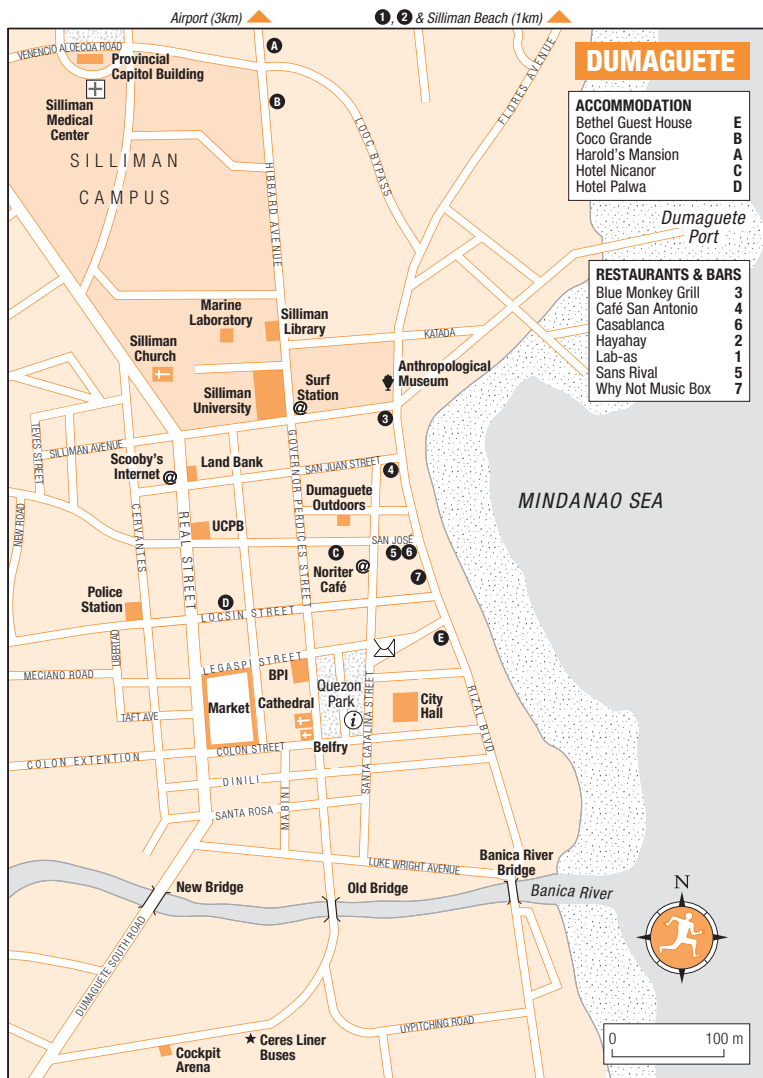 Airport (3km)
1, 2 & Silliman Beach (1km)
DUMAGUETE
ACCOMMODATION
Bethel Guest House E
Coco Grande B
Harold's Mansion A
Hotel Nicanor C
Hotel Palwa D
RESTAURANTS & BARS
Blue Monkey Grill 3
Café San Antonio 4
Casablanca 6
Hayahay 2
Lab-as 1
Sans Rival 5
Why Not Music Box 7
VENENCIO ALOECOA ROAD
Provincial
Capitol Building
Silliman
Medical
Center
SILLIMAN
CAMPUS
A
B
HIBBARD AVENUE
LOOC BYPASS
FLORES AVENUE
Dumaguete
Port
Marine
Laboratory
Silliman
Library
KATADA
Silliman
Church
Silliman
University
Surf
Station
@
Anthropological
Museum
3
TEVES STREET
SILLIMAN AVENUE
Scooby's
Internet
@
Land Bank
SAN JUAN STREET
4
GOVERNOR PERDICES STREET
Dumaguete
Outdoors
NEW ROAD
CERVANTES
REAL STREET
UCPB
SAN JOSE
C
5
6
Noriter
Café
@
7
MINDANAO SEA
Police
Station
D
LOCSIN STREET
LIBERTAD
E
LEGASPI STREET
MECIANO ROAD
BPI
Quezon
Park
Market
Cathedral
i
City
Hall
TAFT AVE
Belfry
SANTA CATALINA STREET
RIZAL BLVD
COLON EXTENTION
COLON STREET
DINILI
SANTA ROSA
MABINI
LUKE WRIGHT AVENUE
Banica River
Bridge
New Bridge
Old Bridge
Banica River
N
DUMAGUETE SOUTH ROAD
UYPITCHING ROAD
Ceres Liner
Buses
Cockpit
Arena
0 100 m